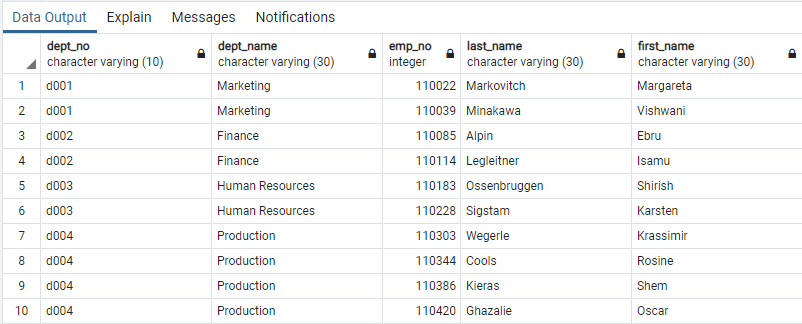 Data Output Explain Messages Notifications
dept_no dept_name emp_no last_name first_name
character varying (10) character varying (30) integer character varying (30) character varying (30)
1 d001 Marketing 110022 Markovitch Margareta
2 d001 Marketing 110039 Minakawa Vishwani
3 d002 Finance 110085 Alpin Ebru
4 d002 Finance 110114 Legleitner Isamu
5 d003 Human Resources 110183 Ossenbruggen Shirish
6 d003 Human Resources 110228 Sigstam Karsten
7 d004 Production 110303 Wegerle Krassimir
8 d004 Production 110344 Cools Rosine
9 d004 Production 110386 Kieras Shem
10 d004 Production 110420 Ghazalie Oscar